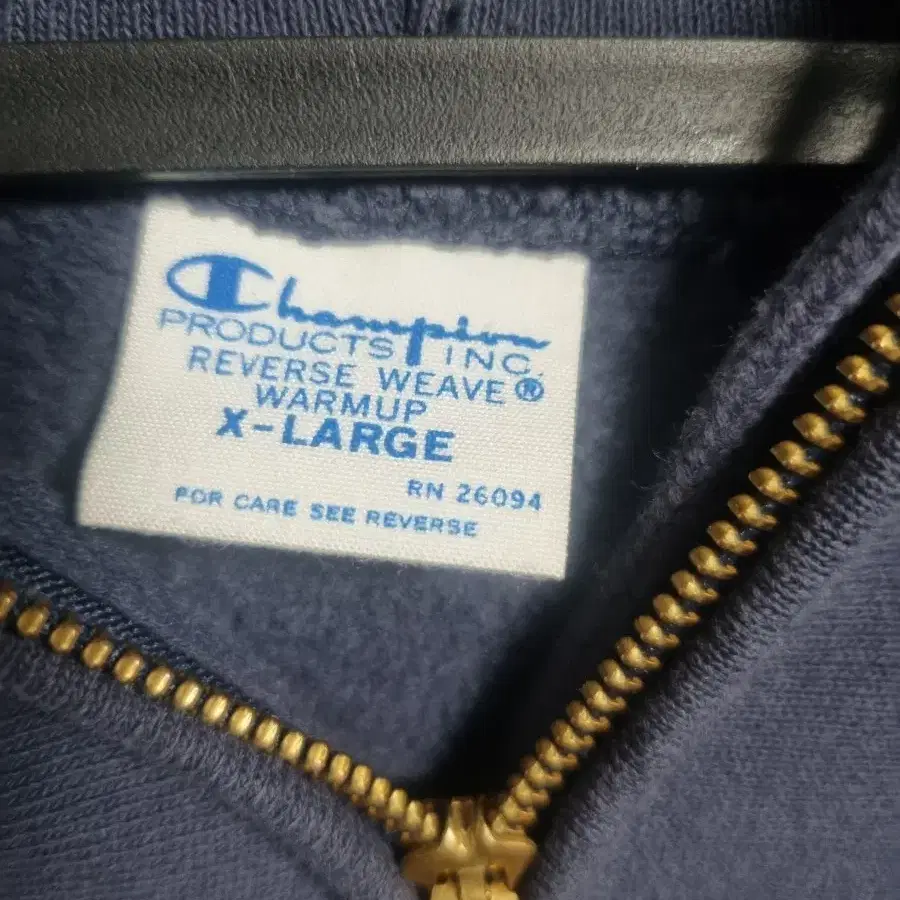 Champion
PRODUCTS INC.
REVERSE WEAVE®
WARMUP
X-LARGE
RN 26094
FOR CARE SEE REVERSE